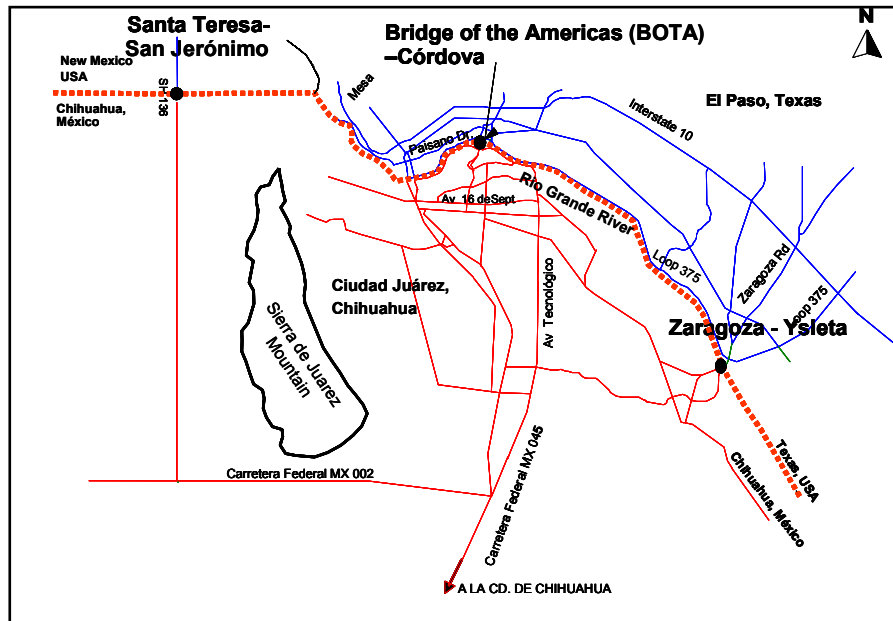 Santa Teresa-
San Jerónimo
Bridge of the Americas (BOTA)
–Córdova
N
New Mexico
USA
SH 136
Chihuahua,
México
Mesa
Paisano Dr.
Interstate 10
El Paso, Texas
Av 16 de Sept
Rio Grande River
Loop 375
Zaragoza Rd
Loop 375
Ciudad Juárez,
Chihuahua
Av Tecnológico
Zaragoza - Ysleta
Sierra de Juarez
Mountain
Carretera Federal MX 002
Carretera Federal MX 045
Texas, USA
Chihuahua, México
A LA CD. DE CHIHUAHUA